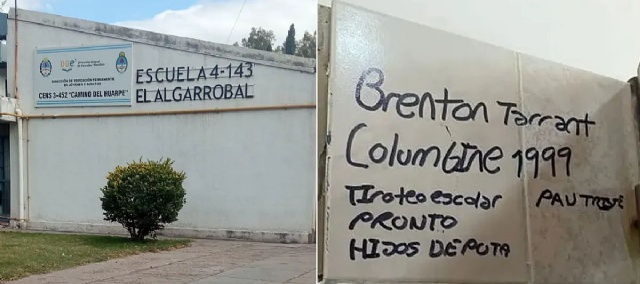 DGE
CENS 3-452 "CAMINO DEL HUARPE"
ESCUELA 4-143
EL ALGARROBAL
Brenton Tarrant
Columbine 1999
Tiroteo escolar
PRONTO
HIJOS DE PUTA